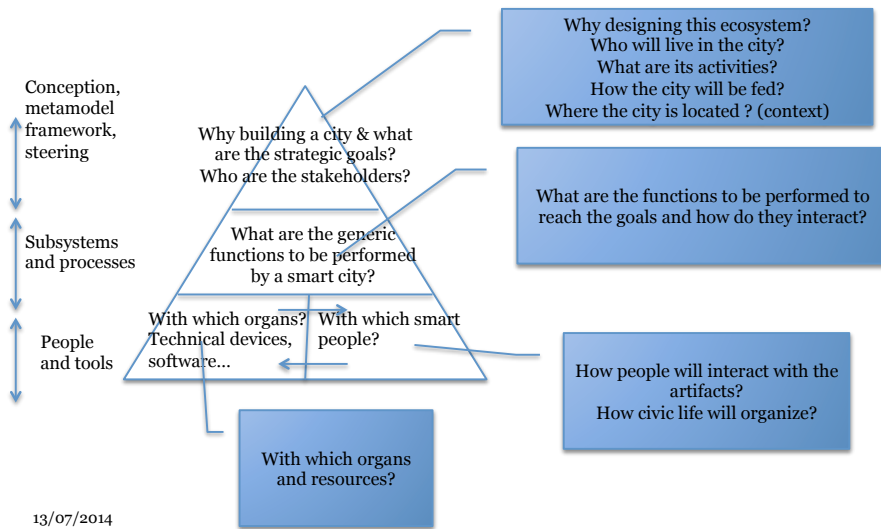 Why designing this ecosystem?
Who will live in the city?
What are its activities?
How the city will be fed?
Where the city is located ? (context)
Conception,
metamodel
framework,
steering
Why building a city & what
are the strategic goals?
Who are the stakeholders?
What are the functions to be performed to
reach the goals and how do they interact?
Subsystems
and processes
What are the generic
functions to be performed
by a smart city?
People
and tools
With which organs?
Technical devices,
software...
With which smart
people?
How people will interact with the
artifacts?
How civic life will organize?
With which organs
and resources?
13/07/2014